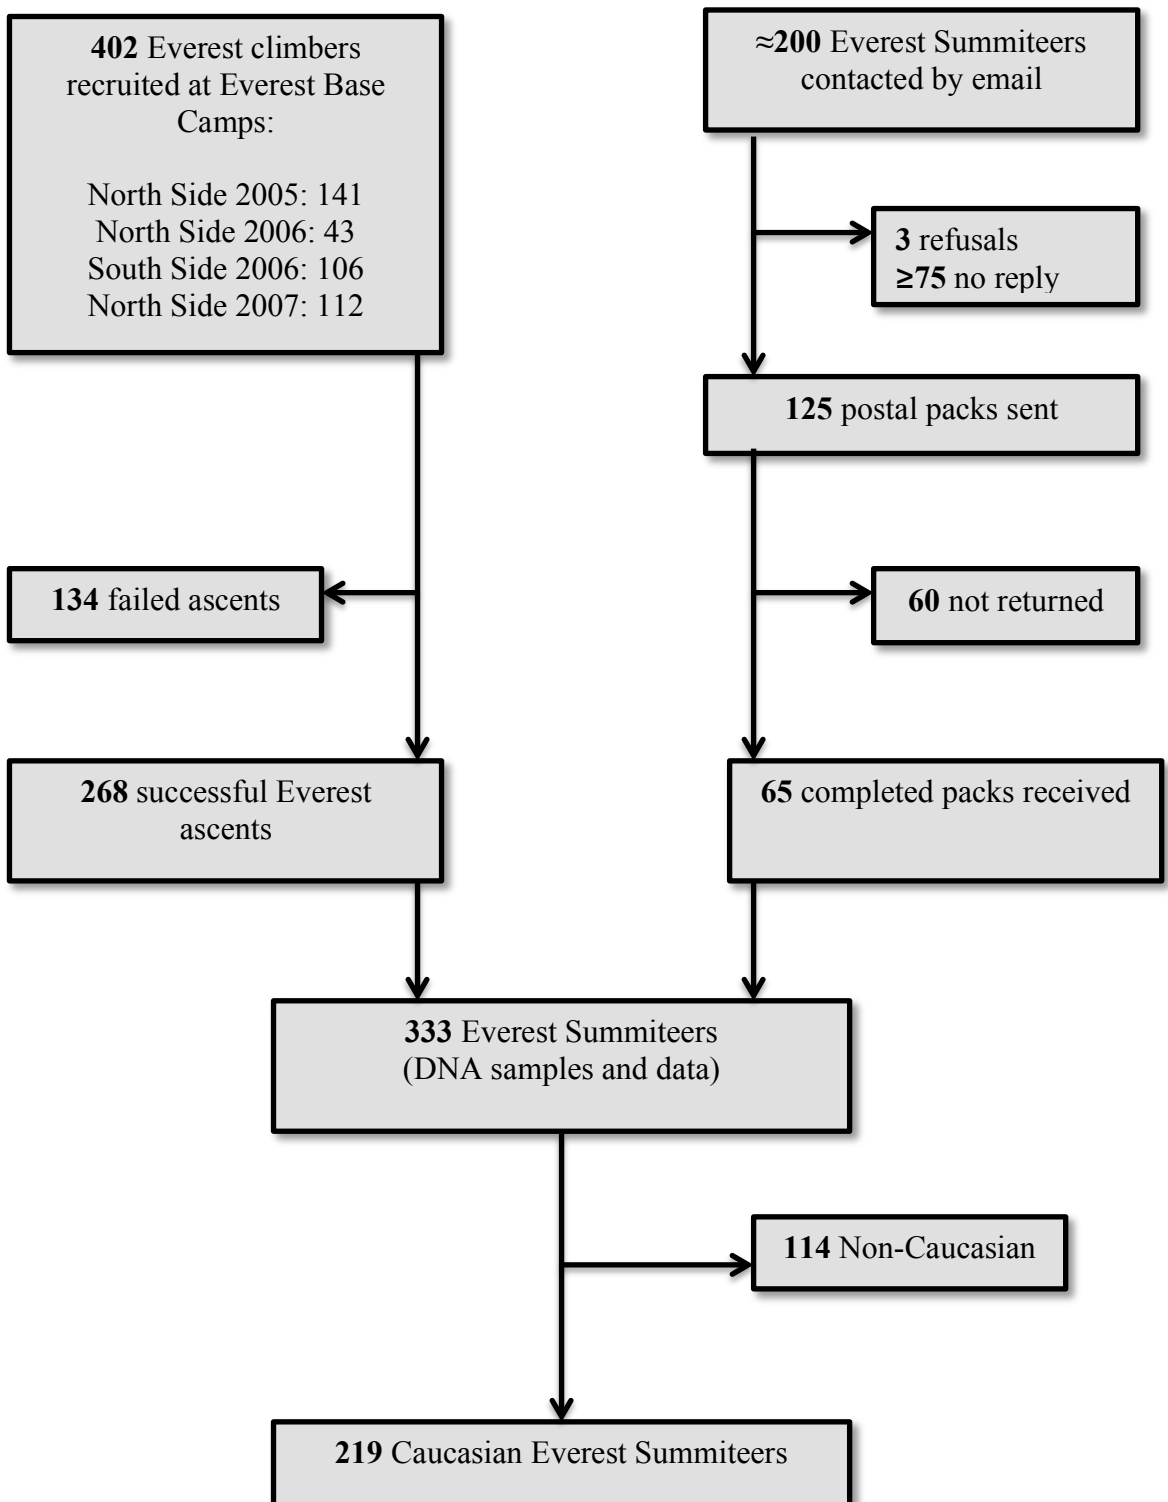 402 Everest climbers
recruited at Everest Base
Camps:
North Side 2005: 141
North Side 2006: 43
South Side 2006: 106
North Side 2007: 112
≈200 Everest Summiteers
contacted by email
3 refusals
≥75 no reply
125 postal packs sent
134 failed ascents
60 not returned
268 successful Everest
ascents
65 completed packs received
333 Everest Summiteers
(DNA samples and data)
114 Non-Caucasian
219 Caucasian Everest Summiteers